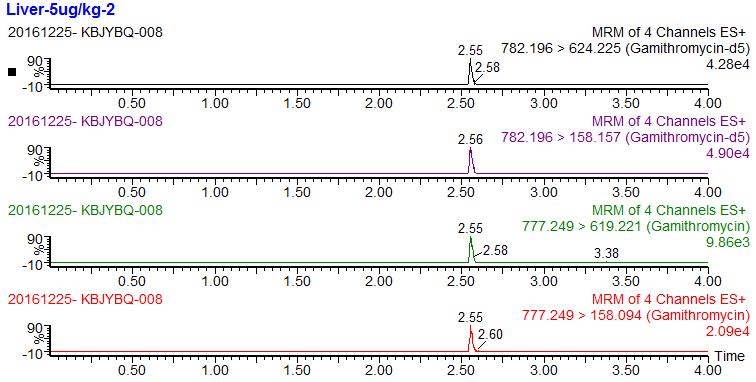 Liver-5ug/kg-2
20161225- KBJYBQ-008
MRM of 4 Channels ES+
782.196 > 624.225 (Gamithromycin-d5)
4.28e4
2.55
2.58
90
%
-10
0.50 1.00 1.50 2.00 2.50 3.00 3.50 4.00
20161225- KBJYBQ-008
MRM of 4 Channels ES+
782.196 > 158.157 (Gamithromycin-d5)
4.90e4
2.56
90
%
-10
0.50 1.00 1.50 2.00 2.50 3.00 3.50 4.00
20161225- KBJYBQ-008
MRM of 4 Channels ES+
777.249 > 619.221 (Gamithromycin)
9.86e3
2.55
2.58
3.38
90
%
-10
0.50 1.00 1.50 2.00 2.50 3.00 3.50 4.00
20161225- KBJYBQ-008
MRM of 4 Channels ES+
777.249 > 158.094 (Gamithromycin)
2.09e4
2.55
2.60
90
%
-10
Time
0.50 1.00 1.50 2.00 2.50 3.00 3.50 4.00